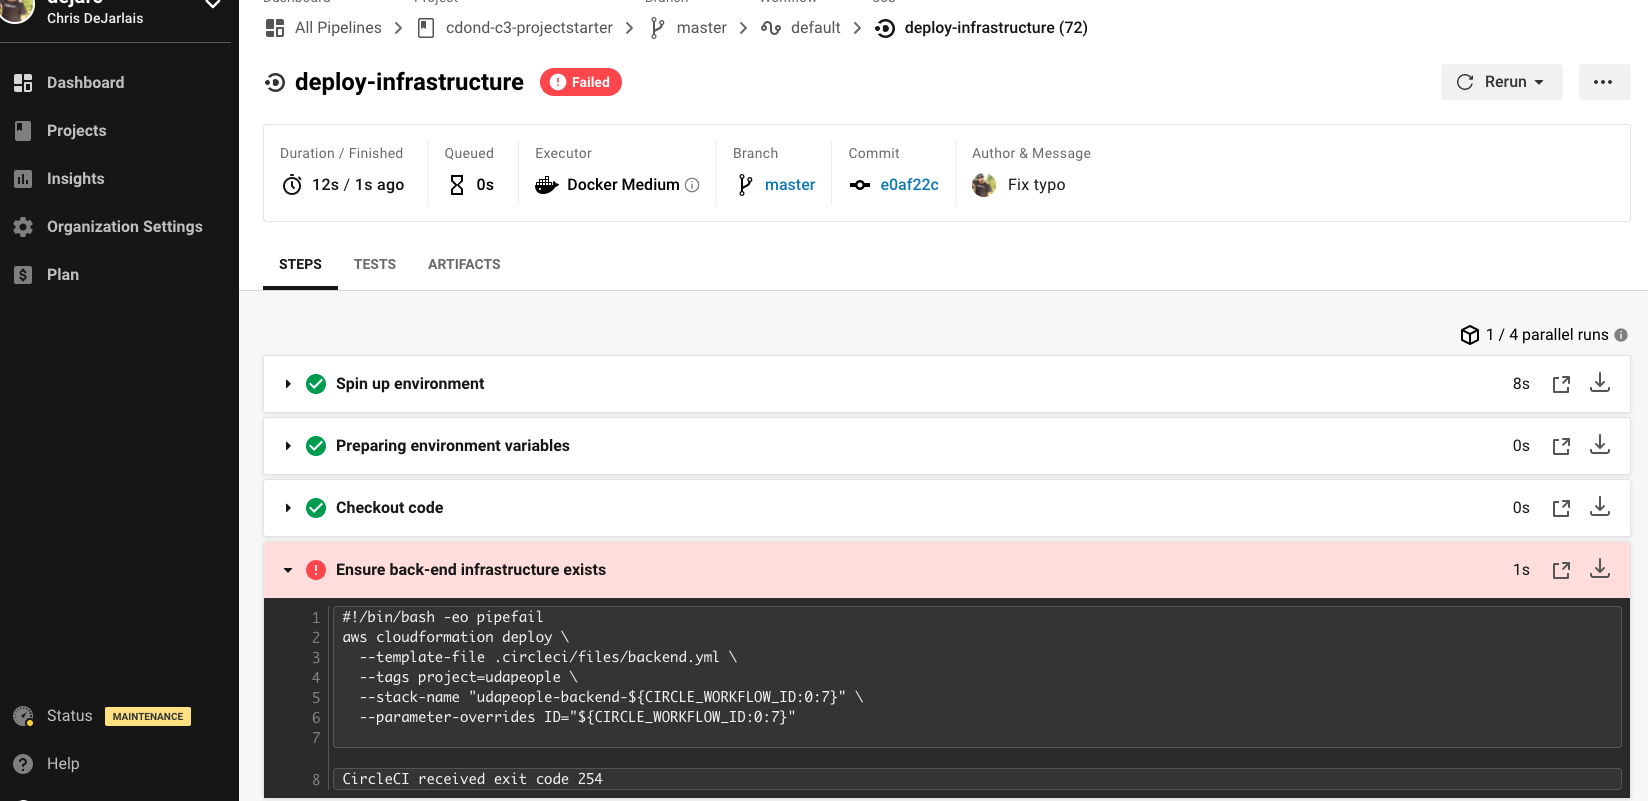 Chris DeJarlais
Dashboard
Projects
Insights
Organization Settings
Plan
Status MAINTENANCE
Help
All Pipelines
cdond-c3-projectstarter
master
default
deploy-infrastructure (72)
deploy-infrastructure
Failed
Rerun
Duration / Finished
12s / 1s ago
Queued
0s
Executor
Docker Medium
Branch
master
Commit
e0af22c
Author & Message
Fix typo
STEPS TESTS ARTIFACTS
1 / 4 parallel runs
Spin up environment 8s
Preparing environment variables 0s
Checkout code 0s
Ensure back-end infrastructure exists 1s
1 #!/bin/bash -eo pipefail
2 aws cloudformation deploy \
3 --template-file .circleci/files/backend.yml \
4 --tags project=udapeople \
5 --stack-name "udapeople-backend-${CIRCLE_WORKFLOW_ID:0:7}" \
6 --parameter-overrides ID="${CIRCLE_WORKFLOW_ID:0:7}"
7
8 CircleCI received exit code 254